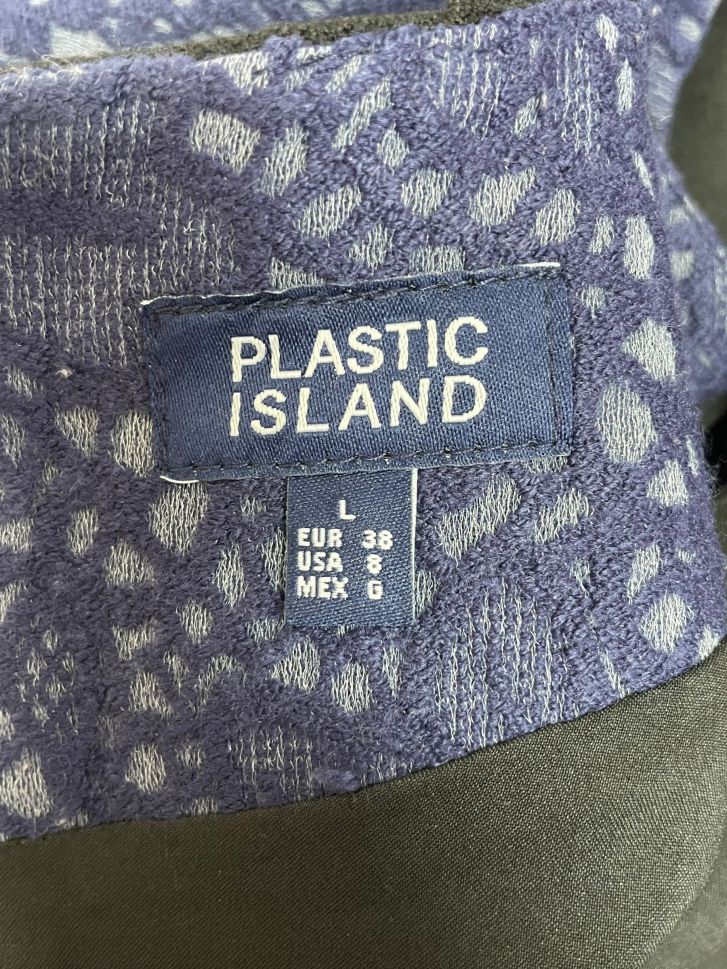 PLASTIC
ISLAND
L
EUR 38
USA 8
MEX G